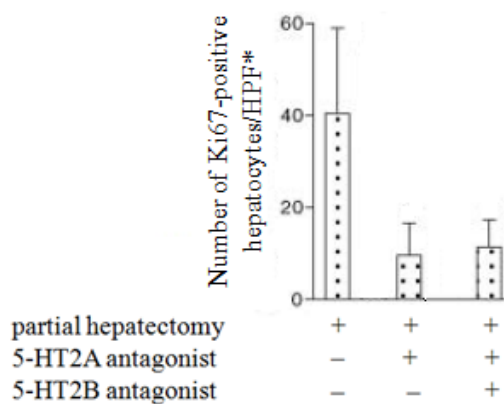 Number of Ki67-positive
hepatocytes/HPF*
60
40
20
0
partial hepatectomy + + +
5-HT2A antagonist – + +
5-HT2B antagonist – – +